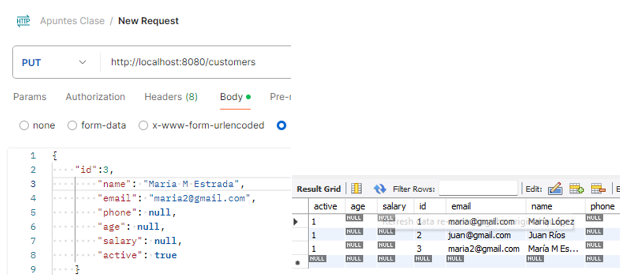 HTTP Apuntes Clase / New Request
PUT http://localhost:8080/customers
Params Authorization Headers (8) Body Pre-r
none form-data x-www-form-urlencoded
1 {
2 "id":3,
3 "name": "María M Estrada",
4 "email": "maria2@gmail.com",
5 "phone": null,
6 "age": null,
7 "salary": null,
8 "active": true
}
Result Grid Filter Rows: Edit:
active age salary id email name phone
1 NULL NULL 1 maria@gmail.com María López NULL
1 NULL NULL 2 juan@gmail.com Juan Ríos NULL
1 NULL NULL 3 maria2@gmail.com María M Es... NULL
NULL NULL NULL NULL NULL NULL NULL